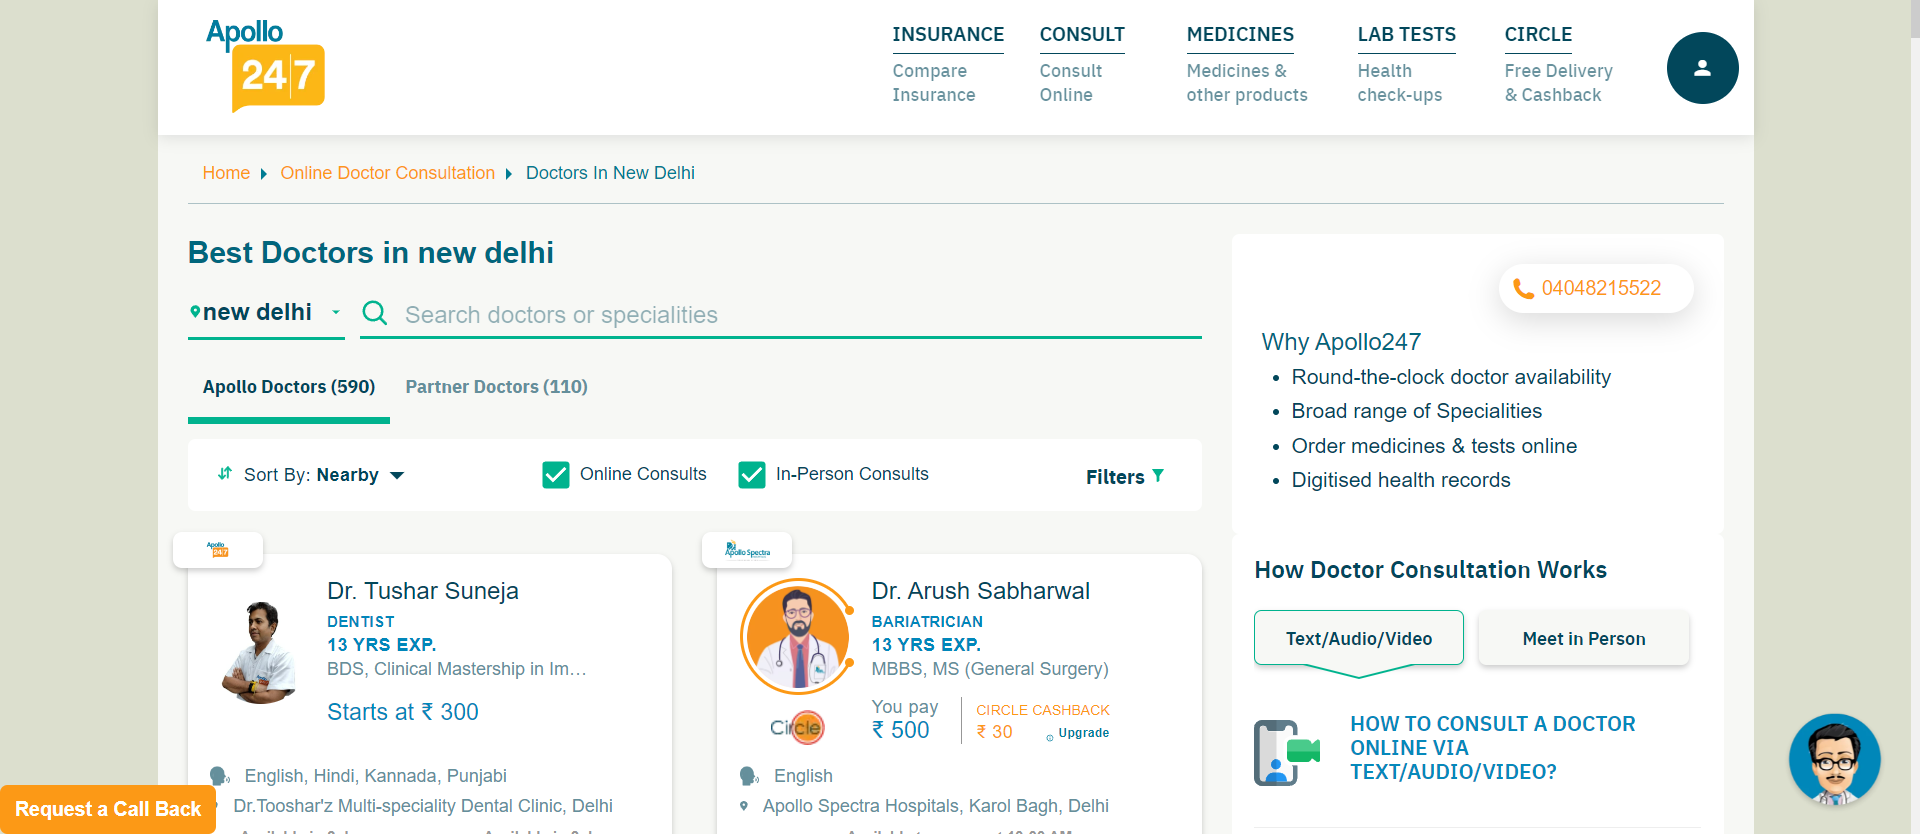 Apollo
24|7
INSURANCE
Compare
Insurance
CONSULT
Consult
Online
MEDICINES
Medicines &
other products
LAB TESTS
Health
check-ups
CIRCLE
Free Delivery
& Cashback
Home
Online Doctor Consultation
Doctors In New Delhi
Best Doctors in new delhi
new delhi
Search doctors or specialities
Apollo Doctors (590)
Partner Doctors (110)
Sort By: Nearby
Online Consults
In-Person Consults
Filters
Apollo
24|7
Dr. Tushar Suneja
DENTIST
13 YRS EXP.
BDS, Clinical Mastership in Im...
Starts at ₹ 300
English, Hindi, Kannada, Punjabi
Dr.Tooshar'z Multi-speciality Dental Clinic, Delhi
Apollo Spectra
Dr. Arush Sabharwal
BARIATRICIAN
13 YRS EXP.
MBBS, MS (General Surgery)
Circle
You pay
₹ 500
CIRCLE CASHBACK
₹ 30
Upgrade
English
Apollo Spectra Hospitals, Karol Bagh, Delhi
04048215522
Why Apollo247
Round-the-clock doctor availability
Broad range of Specialities
Order medicines & tests online
Digitised health records
How Doctor Consultation Works
Text/Audio/Video
Meet in Person
HOW TO CONSULT A DOCTOR
ONLINE VIA
TEXT/AUDIO/VIDEO?
Request a Call Back